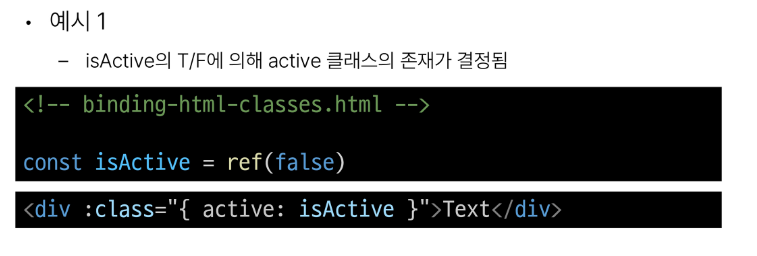 • 예시 1
– isActive의 T/F에 의해 active 클래스의 존재가 결정됨
<!-- binding-html-classes.html -->
const isActive = ref(false)
<div :class="{ active: isActive }">Text</div>